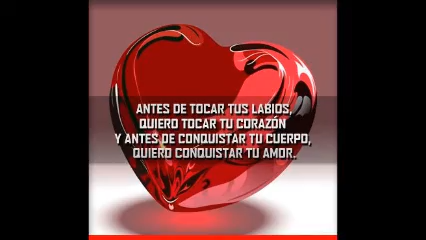 ANTES DE TOCAR TUS LABIOS,
QUIERO TOCAR TU CORAZÓN
Y ANTES DE CONQUISTAR TU CUERPO,
QUIERO CONQUISTAR TU AMOR.